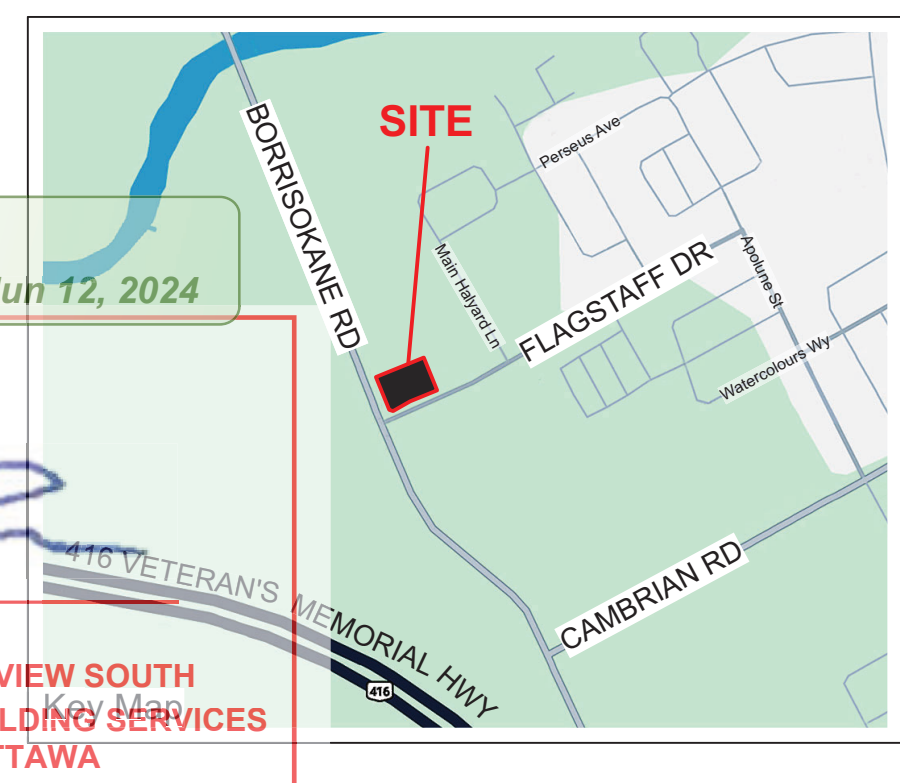 SITE
BORRISOKANE RD
Perseus Ave
Main Halyard Ln
FLAGSTAFF DR
Apolune St
Watercolours Wy
un 12, 2024
CAMBRIAN RD
416 VETERAN'S MEMORIAL HWY
416
VIEW SOUTH
Key Map
LDING SERVICES
TTAWA